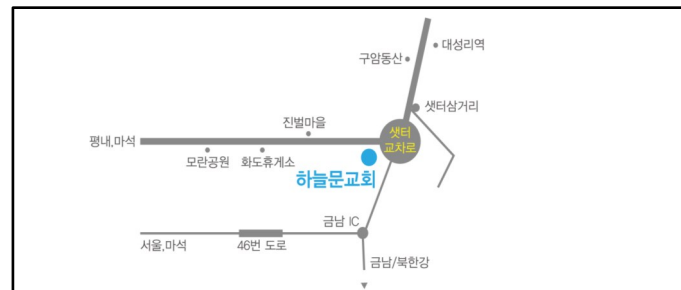 대성리역
구암동산
샛터삼거리
진벌마을
샛터
교차로
평내,마석
모란공원
화도휴게소
하늘문교회
금남 IC
서울,마석
46번 도로
금남/북한강